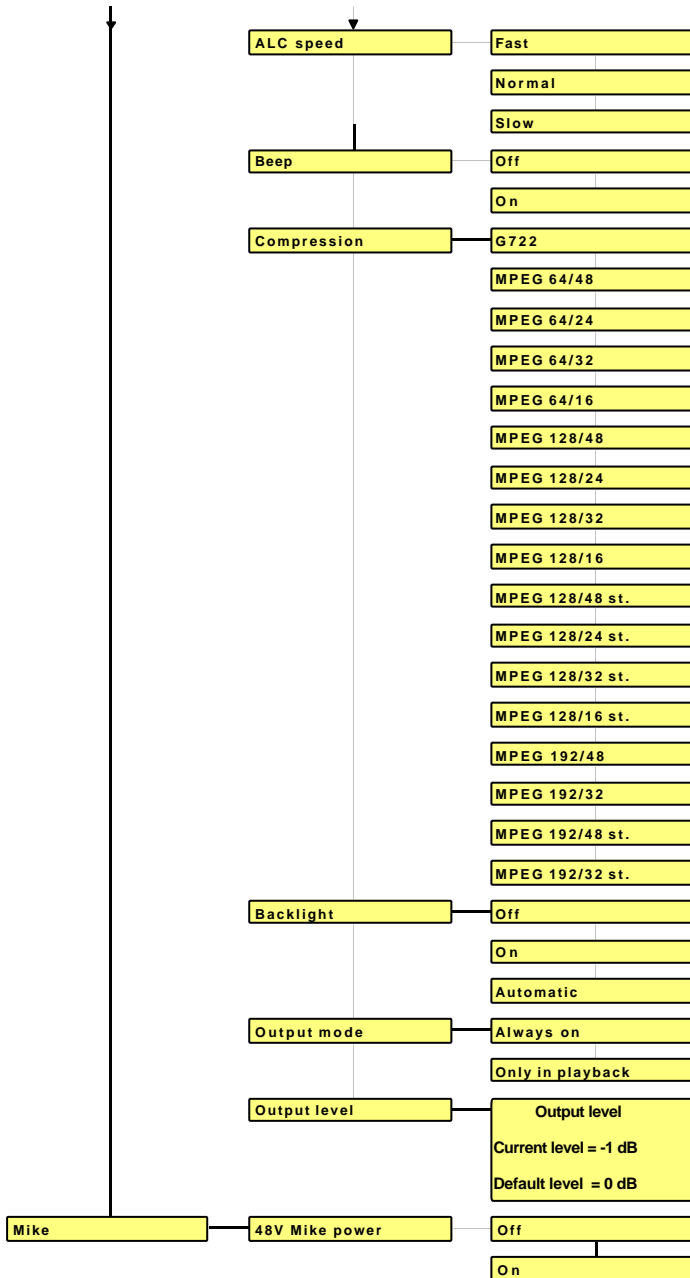 ALC speed
Fast
Normal
Slow
Beep
Off
On
Compression
G722
MPEG 64/48
MPEG 64/24
MPEG 64/32
MPEG 64/16
MPEG 128/48
MPEG 128/24
MPEG 128/32
MPEG 128/16
MPEG 128/48 st.
MPEG 128/24 st.
MPEG 128/32 st.
MPEG 128/16 st.
MPEG 192/48
MPEG 192/32
MPEG 192/48 st.
MPEG 192/32 st.
Backlight
Off
On
Automatic
Output mode
Always on
Only in playback
Output level
Output level
Current level = -1 dB
Default level = 0 dB
Mike
48V Mike power
Off
On